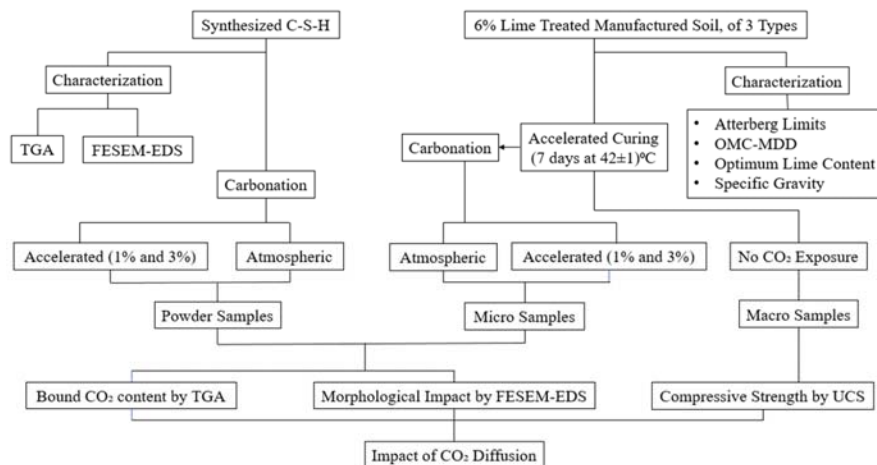 Synthesized C-S-H
6% Lime Treated Manufactured Soil, of 3 Types
Characterization
Characterization
TGA
FESEM-EDS
Carbonation
Accelerated Curing
(7 days at 42±1)⁰C
• Atterberg Limits
• OMC-MDD
• Optimum Lime Content
• Specific Gravity
Carbonation
Accelerated (1% and 3%)
Atmospheric
Atmospheric
Accelerated (1% and 3%)
No CO₂ Exposure
Powder Samples
Micro Samples
Macro Samples
Bound CO₂ content by TGA
Morphological Impact by FESEM-EDS
Compressive Strength by UCS
Impact of CO₂ Diffusion